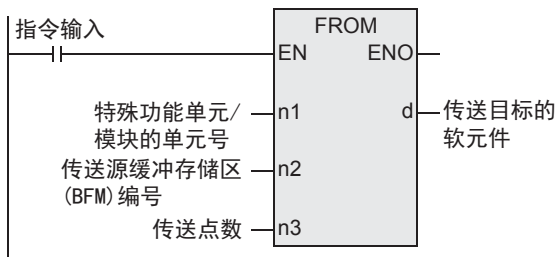 指令输入
FROM
EN ENO
特殊功能单元/
模块的单元号
n1
d
传送目标的
软元件
传送源缓冲存储区
(BFM)编号
n2
传送点数
n3